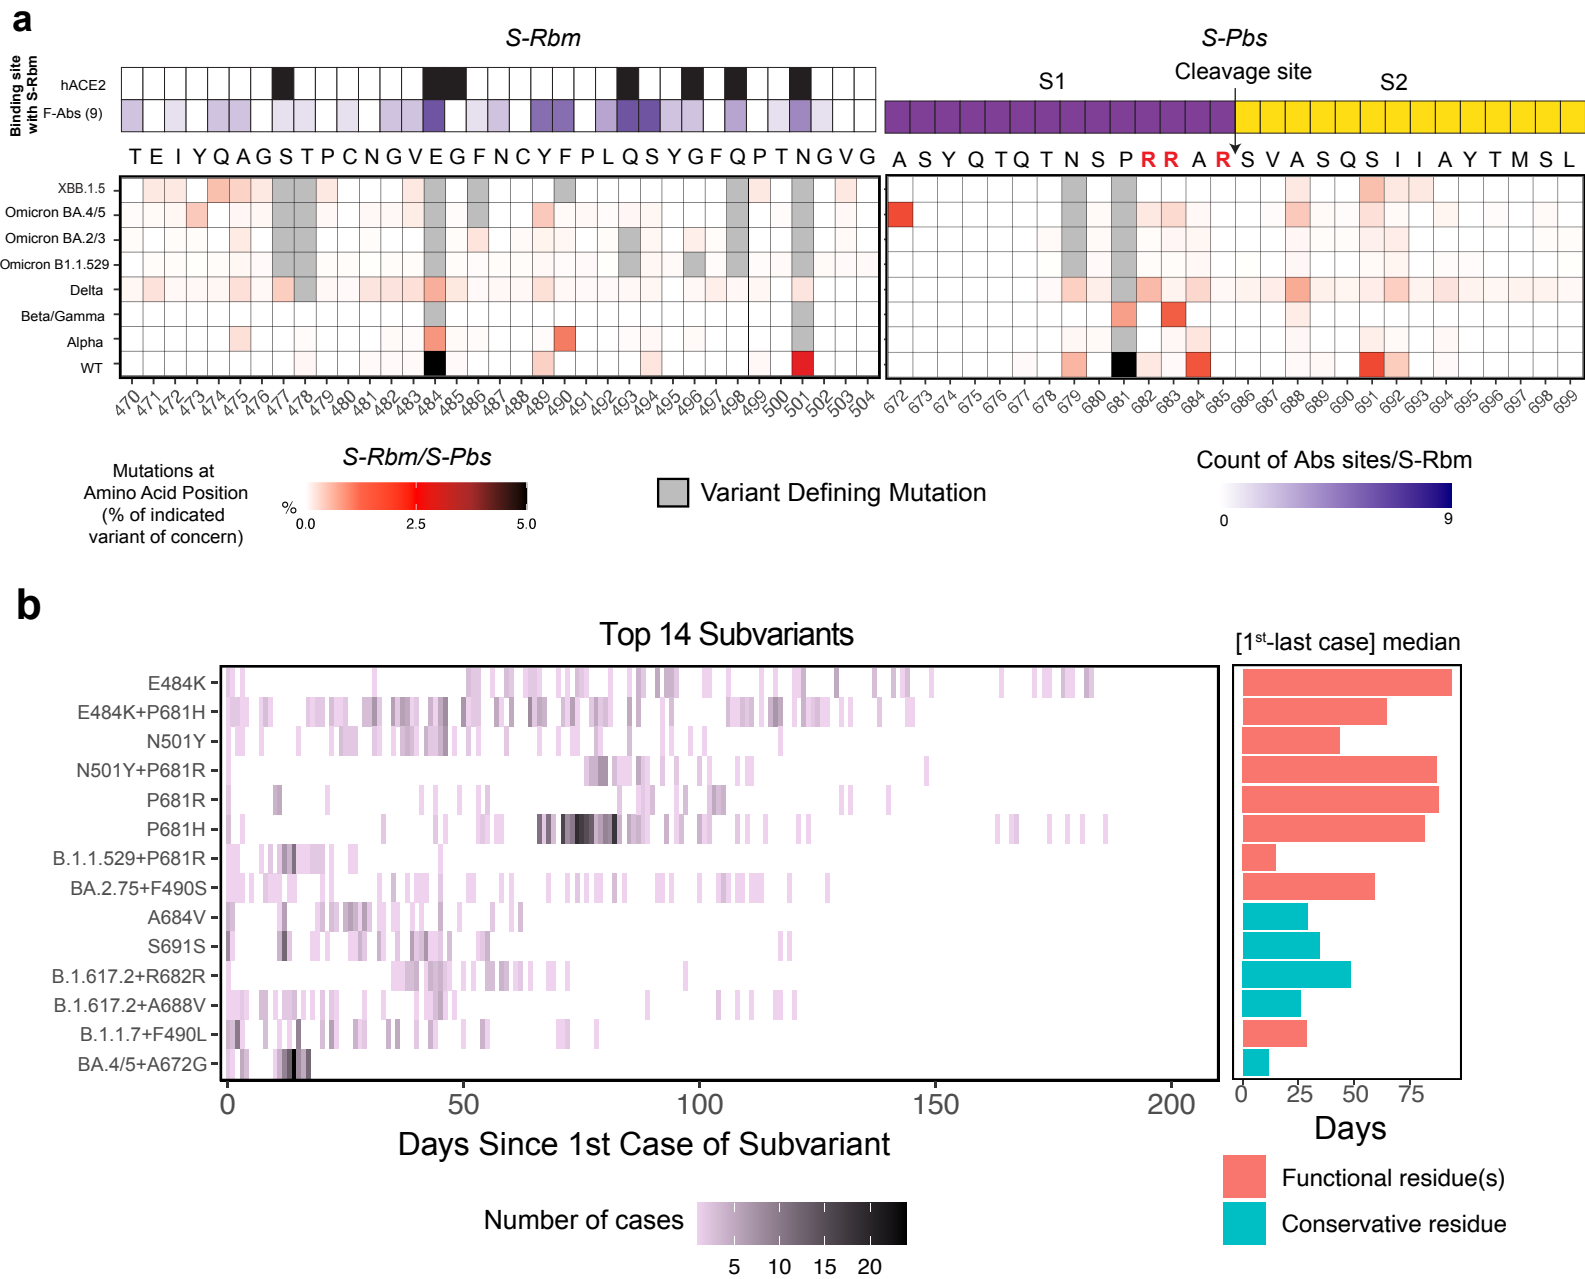 a
S-Rbm
S-Pbs
Binding site
with S-Rbm
hACE2
F-Abs (9)
S1
Cleavage site
S2
T E I Y Q A G S T P C N G V E G F N C Y F P L Q S Y G F Q P T N G V G
A S Y Q T Q T N S P R R A R S V A S Q S I I A Y T M S L
XBB.1.5
Omicron BA.4/5
Omicron BA.2/3
Omicron B1.1.529
Delta
Beta/Gamma
Alpha
WT
470 471 472 473 474 475 476 477 478 479 480 481 482 483 484 485 486 487 488 489 490 491 492 493 494 495 496 497 498 499 500 501 502 503 504
672 673 674 675 676 677 678 679 680 681 682 683 684 685 686 687 688 689 690 691 692 693 694 695 696 697 698 699
Mutations at
Amino Acid Position
(% of indicated
variant of concern)
S-Rbm/S-Pbs
%
0.0 2.5 5.0
Variant Defining Mutation
Count of Abs sites/S-Rbm
0 9
b
Top 14 Subvariants
[1st-last case] median
E484K
E484K+P681H
N501Y
N501Y+P681R
P681R
P681H
B.1.1.529+P681R
BA.2.75+F490S
A684V
S691S
B.1.617.2+R682R
B.1.617.2+A688V
B.1.1.7+F490L
BA.4/5+A672G
0 50 100 150 200
Days Since 1st Case of Subvariant
0 25 50 75
Days
Number of cases
5 10 15 20
Functional residue(s)
Conservative residue